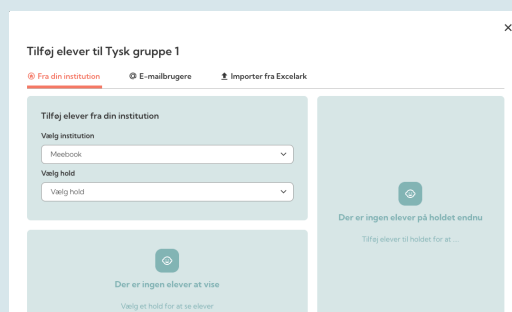 Tilføj elever til Tysk gruppe 1
Fra din institution
E-mailbrugere
Importer fra Excelark
Tilføj elever fra din institution
Vælg institution
Meebook
Vælg hold
Vælg hold
Der er ingen elever at vise
Vælg et hold for at se elever
Der er ingen elever på holdet endnu
Tilføj elever til holdet for at ...